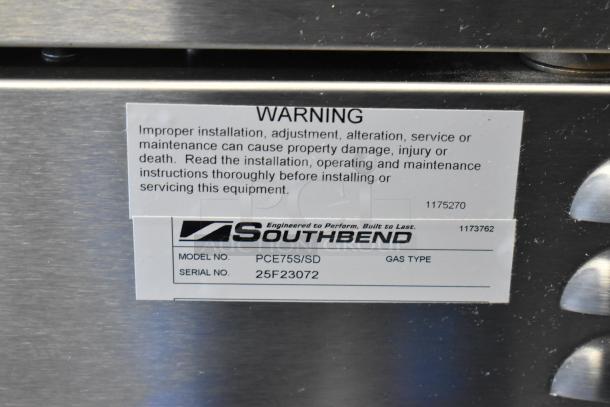 WARNING
Improper installation, adjustment, alteration, service or
maintenance can cause property damage, injury or
death. Read the installation, operating and maintenance
instructions thoroughly before installing or
servicing this equipment.
1175270
Engineered to Perform, Built to Last.
1173762
SOUTHBEND
MODEL NO. PCE75S/SD GAS TYPE
SERIAL NO. 25F23072